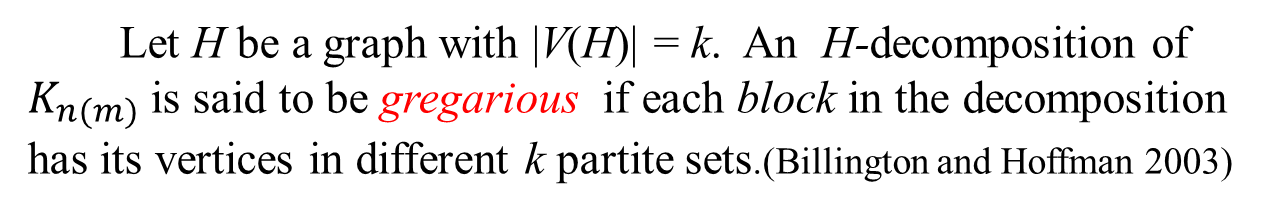 Let H be a graph with |V(H)| = k. An H-decomposition of
K_{n(m)} is said to be gregarious if each block in the decomposition
has its vertices in different k partite sets.(Billington and Hoffman 2003)